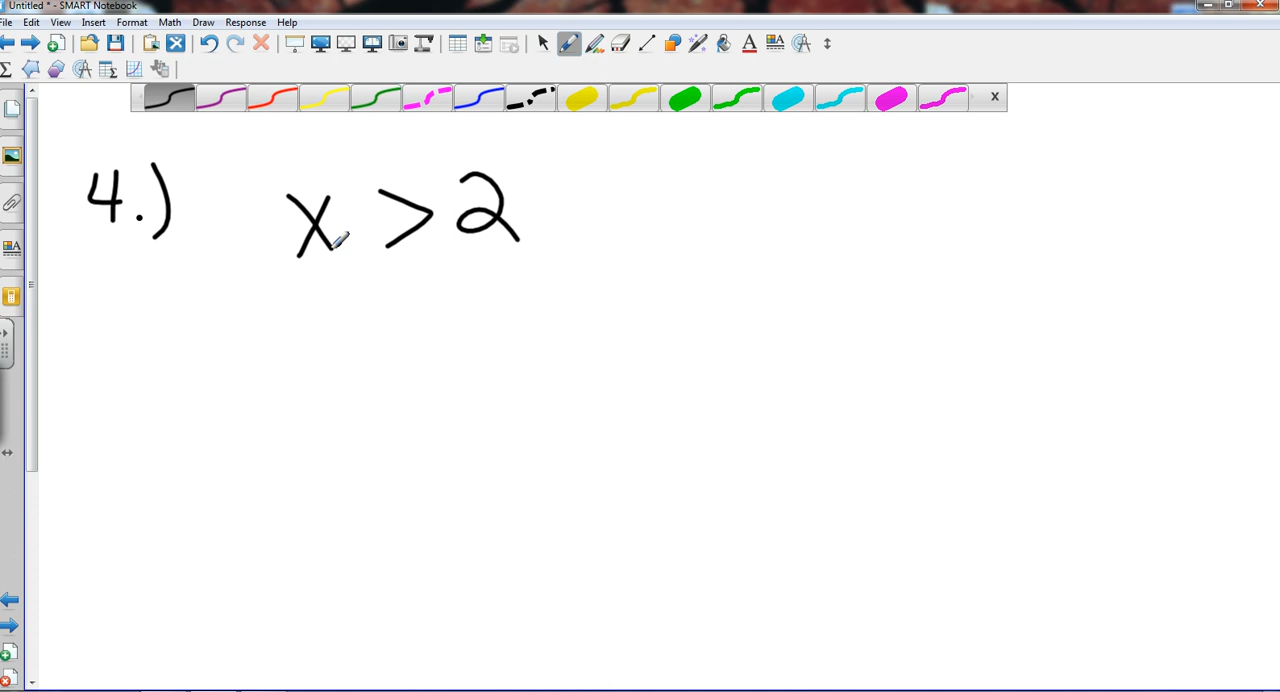 Untitled * - SMART Notebook
File Edit View Insert Format Math Draw Response Help
4.) x > 2